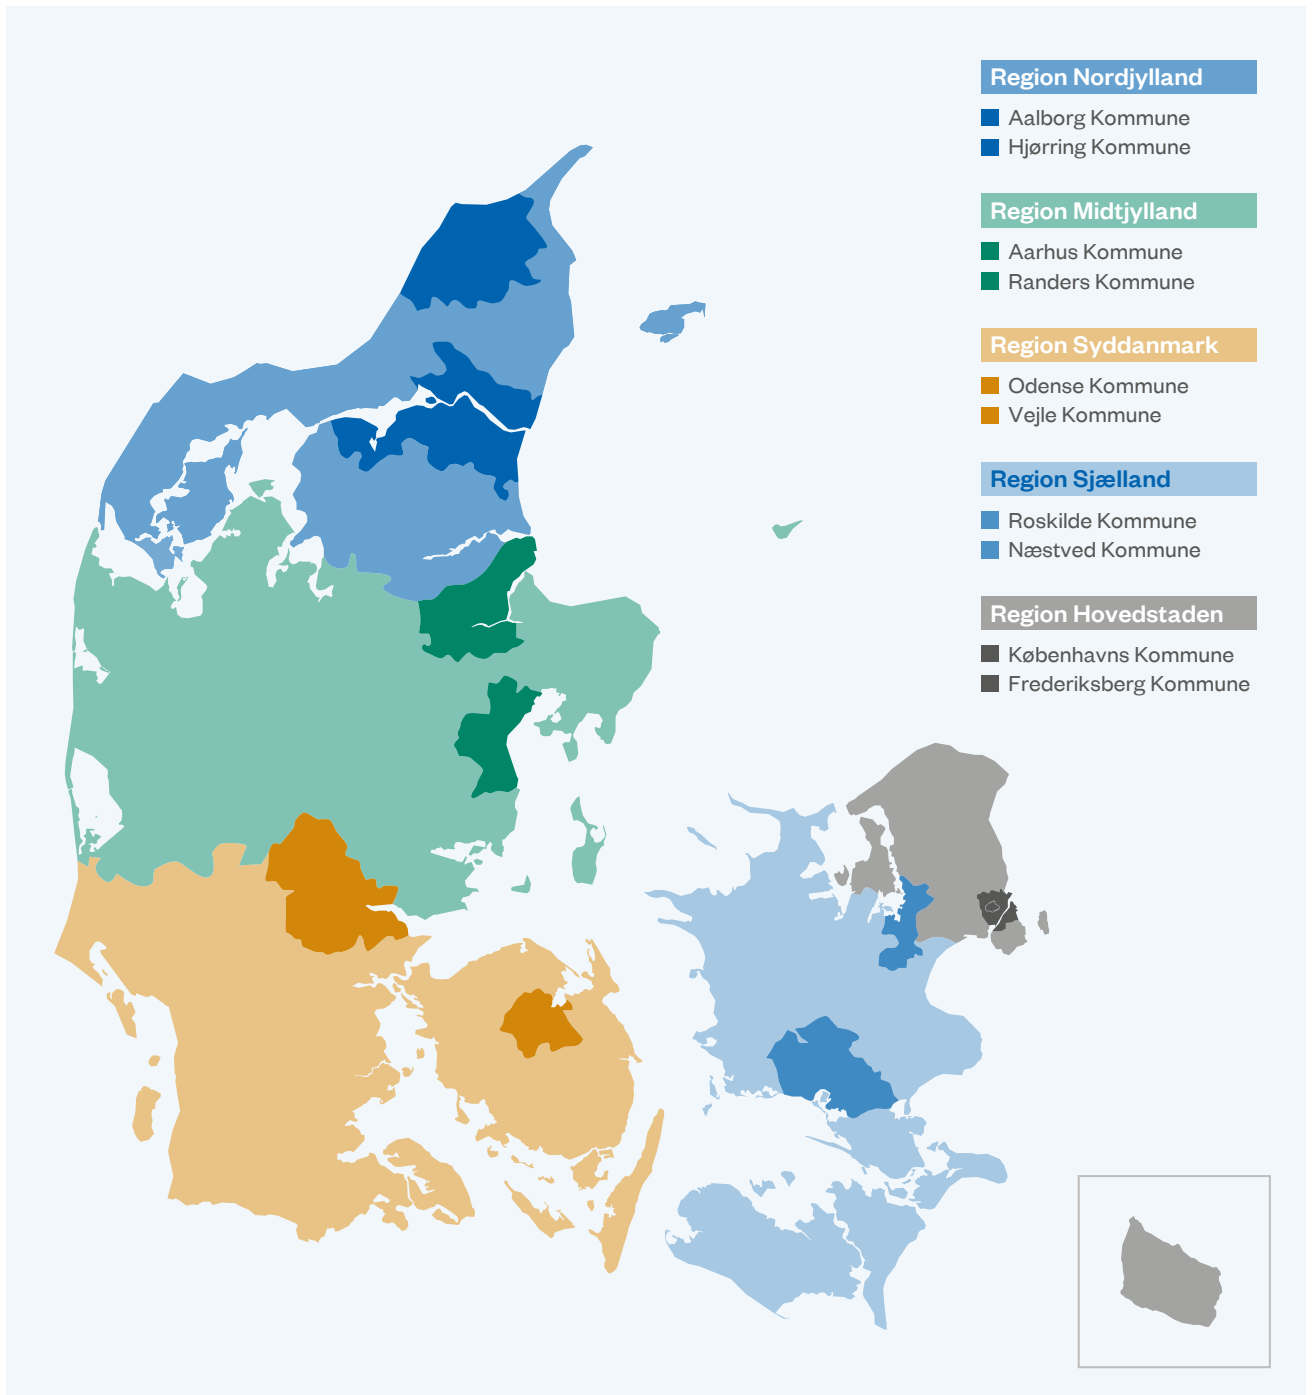 Region Nordjylland
Aalborg Kommune
Hjørring Kommune
Region Midtjylland
Aarhus Kommune
Randers Kommune
Region Syddanmark
Odense Kommune
Vejle Kommune
Region Sjælland
Roskilde Kommune
Næstved Kommune
Region Hovedstaden
Københavns Kommune
Frederiksberg Kommune